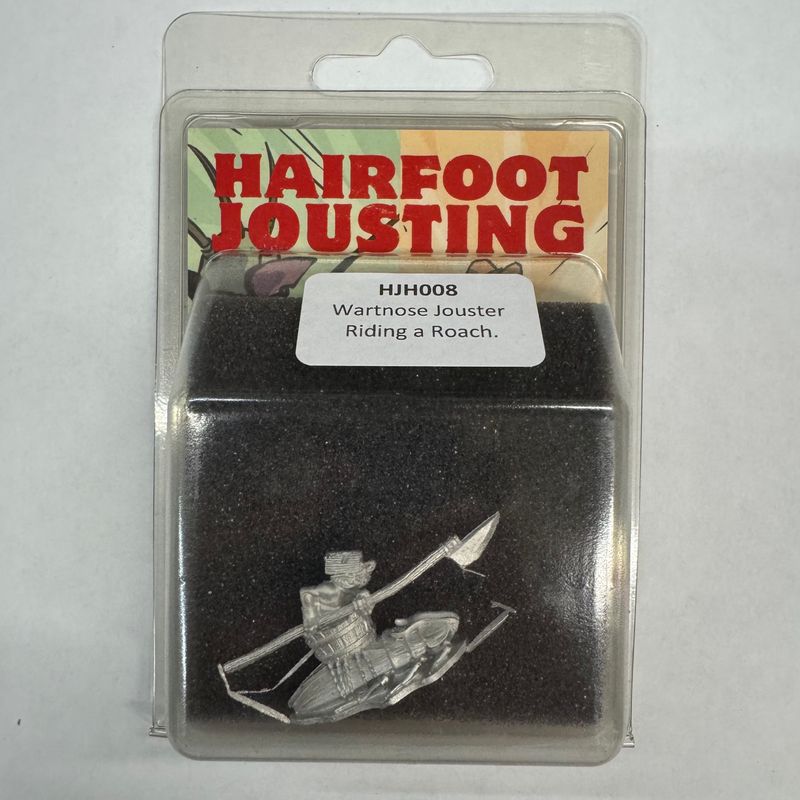 HAIRFOOT
JOUSTING
HJH008
Wartnose Jouster
Riding a Roach.